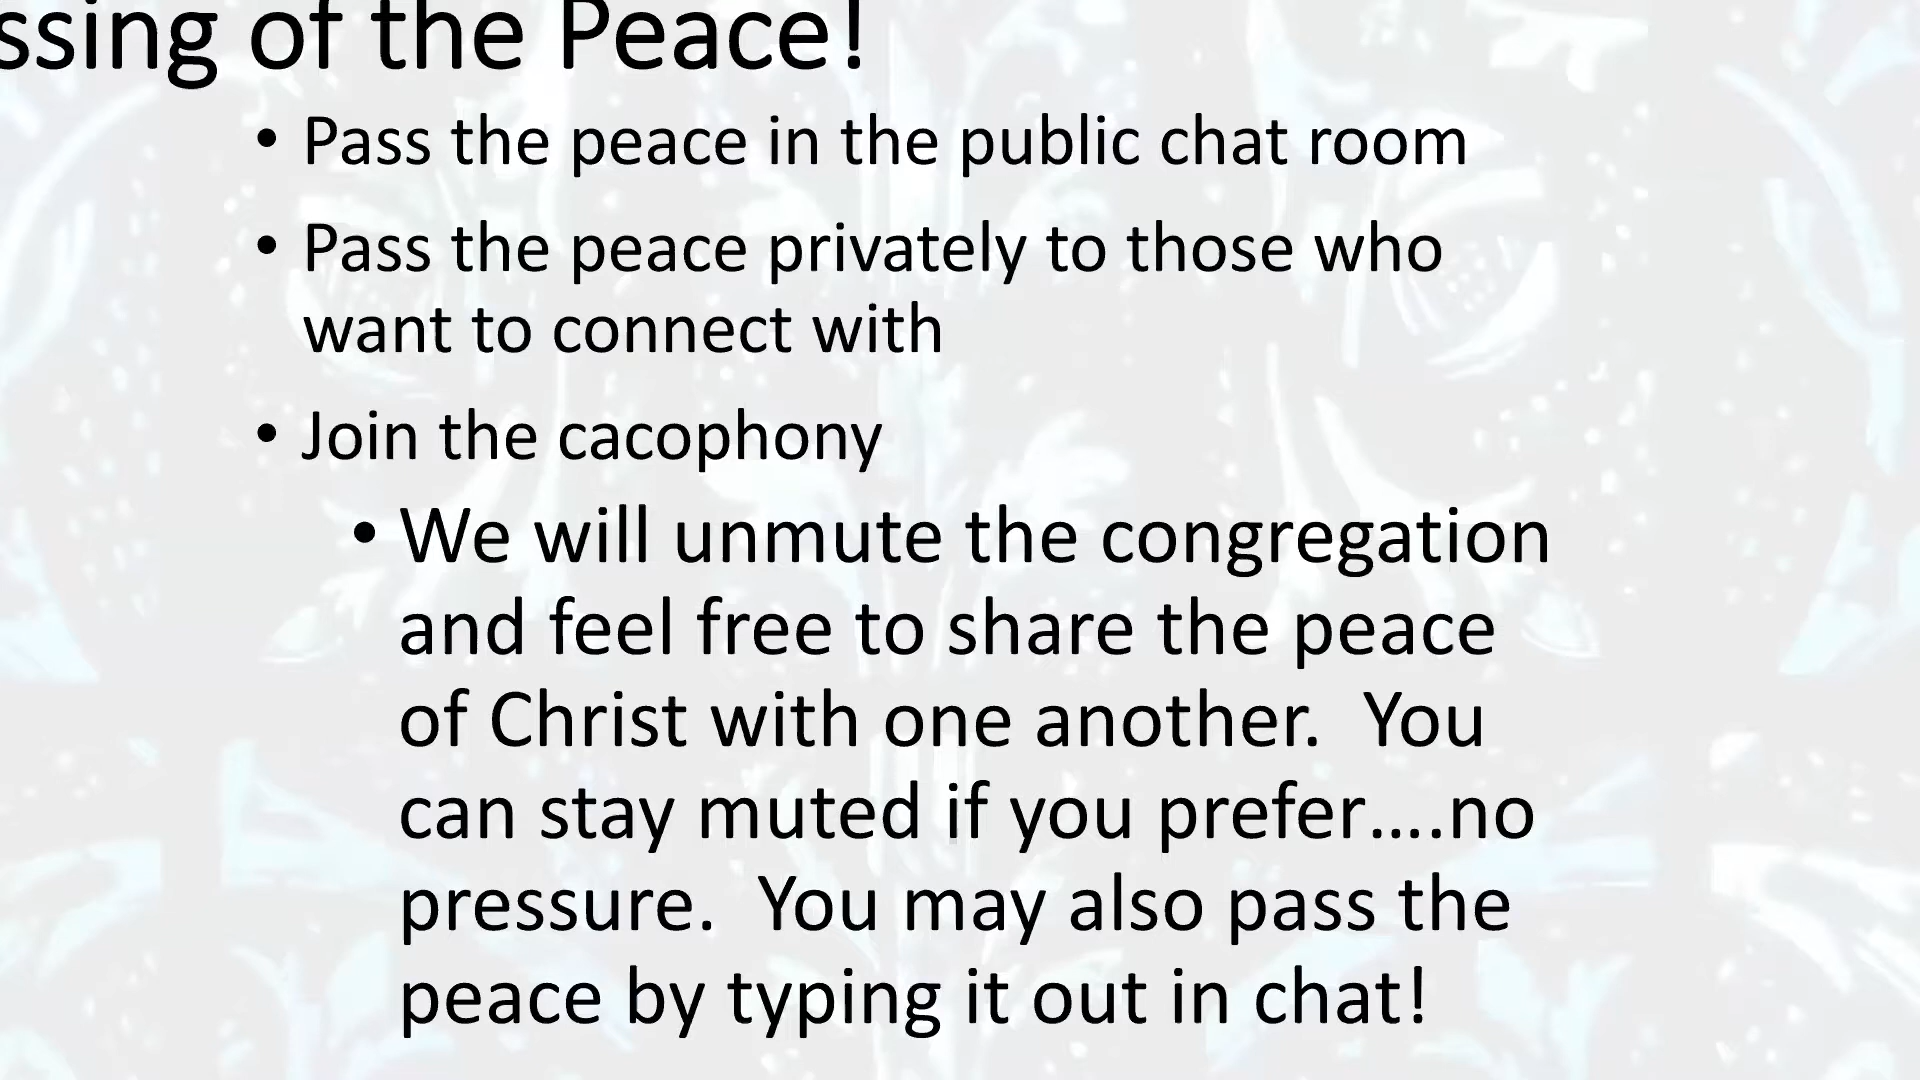 ssing of the Peace!
• Pass the peace in the public chat room
• Pass the peace privately to those who
want to connect with
• Join the cacophony
• We will unmute the congregation
and feel free to share the peace
of Christ with one another.  You
can stay muted if you prefer….no
pressure.  You may also pass the
peace by typing it out in chat!